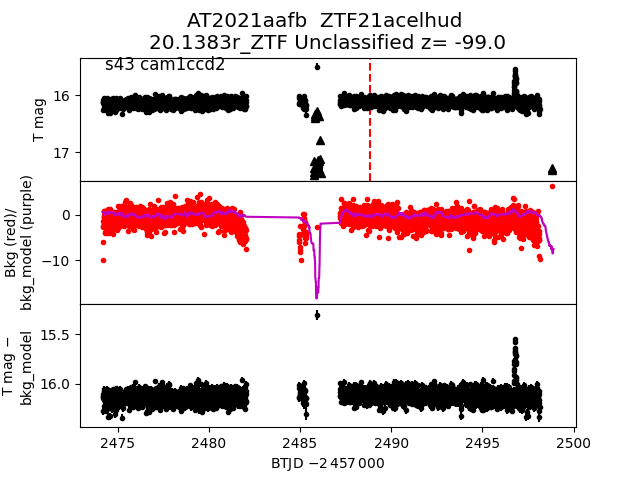 AT2021aafb  ZTF21acelhud
20.1383r_ZTF Unclassified z= -99.0
s43 cam1ccd2
T mag
16
17
Bkg (red)/
bkg_model (purple)
0
−10
T mag −
bkg_model
15.5
16.0
2475 2480 2485 2490 2495 2500
BTJD −2 457 000